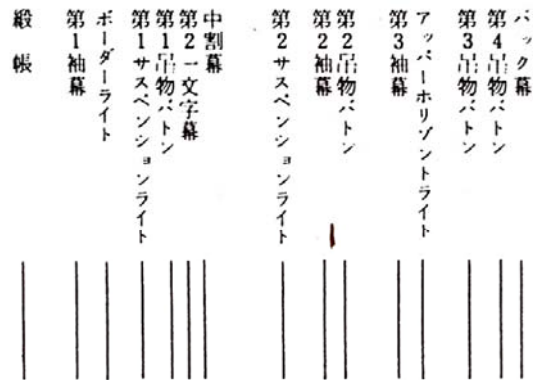 バック幕
第4吊物バトン
第3吊物バトン
アッパーホリゾントライト
第3袖幕
第2吊物バトン
第2袖幕
第2サスペンションライト
中割幕
第2一文字幕
第1吊物バトン
第1サスペンションライト
ボーダーライト
第1袖幕
緞帳